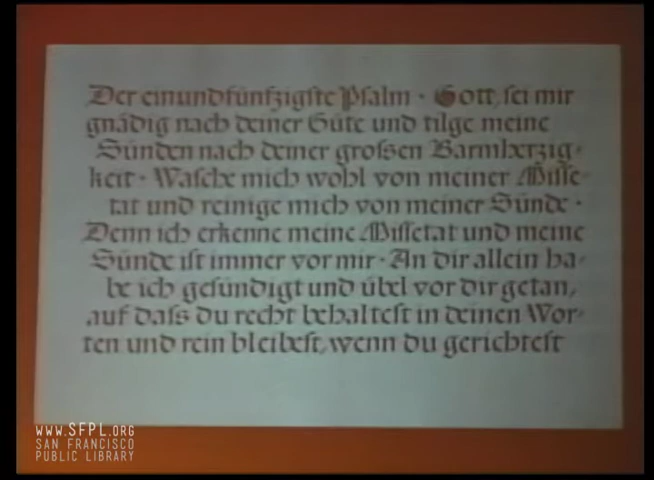 Der einundfünfzigste Psalm · Gott, sei mir
gnädig nach deiner Güte und tilge meine
Sünden nach deiner großen Barmherzig-
keit · Wasche mich wohl von meiner Misse-
tat und reinige mich von meiner Sünde ·
Denn ich erkenne meine Missetat und meine
Sünde ist immer vor mir · An dir allein ha-
be ich gesündigt und übel vor dir getan,
auf dass du recht behaltest in deinen Wor-
ten und rein bleibest, wenn du gerichtest
WWW.SFPL.ORG
SAN FRANCISCO
PUBLIC LIBRARY